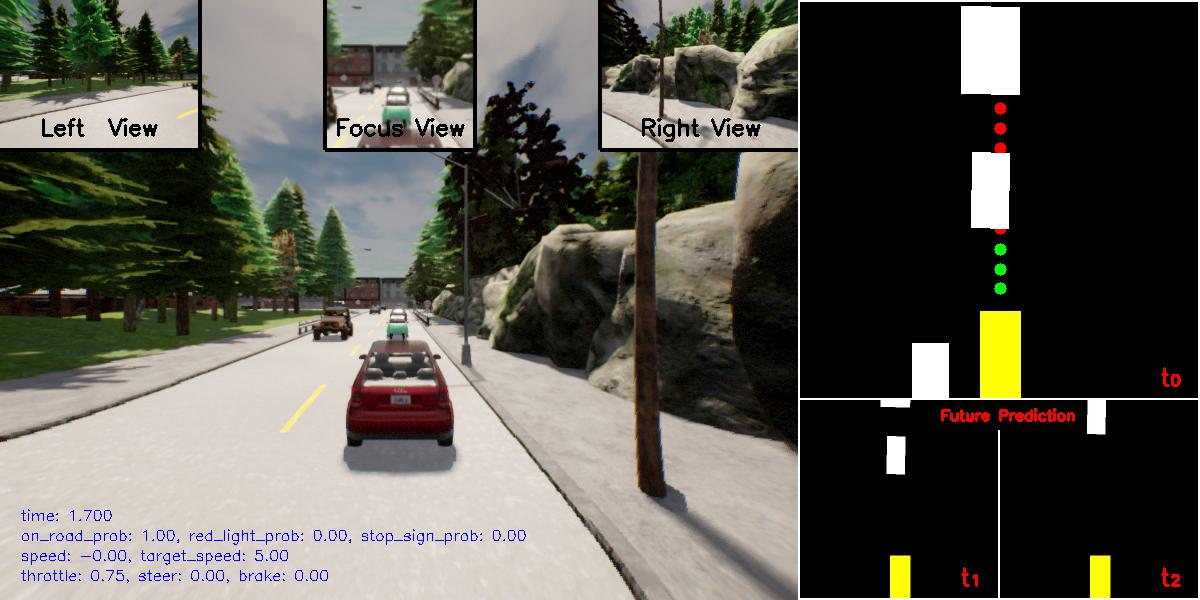 Left View
Focus View
Right View
time: 1.700
on_road_prob: 1.00, red_light_prob: 0.00, stop_sign_prob: 0.00
speed: -0.00, target_speed: 5.00
throttle: 0.75, steer: 0.00, brake: 0.00
t0
Future Prediction
t1
t2